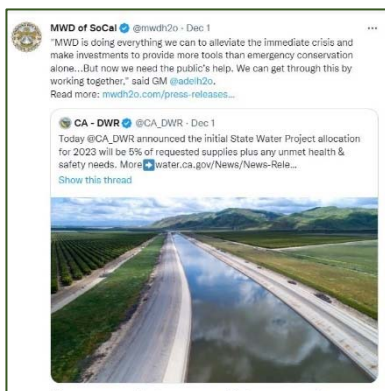 MWD of SoCal @mwdh2o · Dec 1
"MWD is doing everything we can to alleviate the immediate crisis and
make investments to provide more tools than emergency conservation
alone...But now we need the public's help. We can get through this by
working together," said GM @adelh2o.
Read more: mwdh2o.com/press-releases...
CA - DWR @CA_DWR · Dec 1
Today @CA_DWR announced the initial State Water Project allocation
for 2023 will be 5% of requested supplies plus any unmet health &
safety needs. More➡water.ca.gov/News/News-Rele...
Show this thread